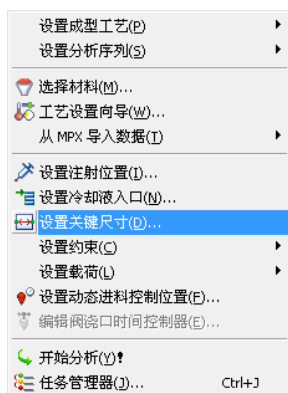 设置成型工艺(P)
设置分析序列(S)
选择材料(M)...
工艺设置向导(W)...
从 MPX 导入数据(T)
设置注射位置(I)...
设置冷却液入口(N)...
设置关键尺寸(D)...
设置约束(C)
设置载荷(L)
设置动态进料控制位置(F)...
编辑阀浇口时间控制器(E)...
开始分析(Y)!
任务管理器(J)... Ctrl+J